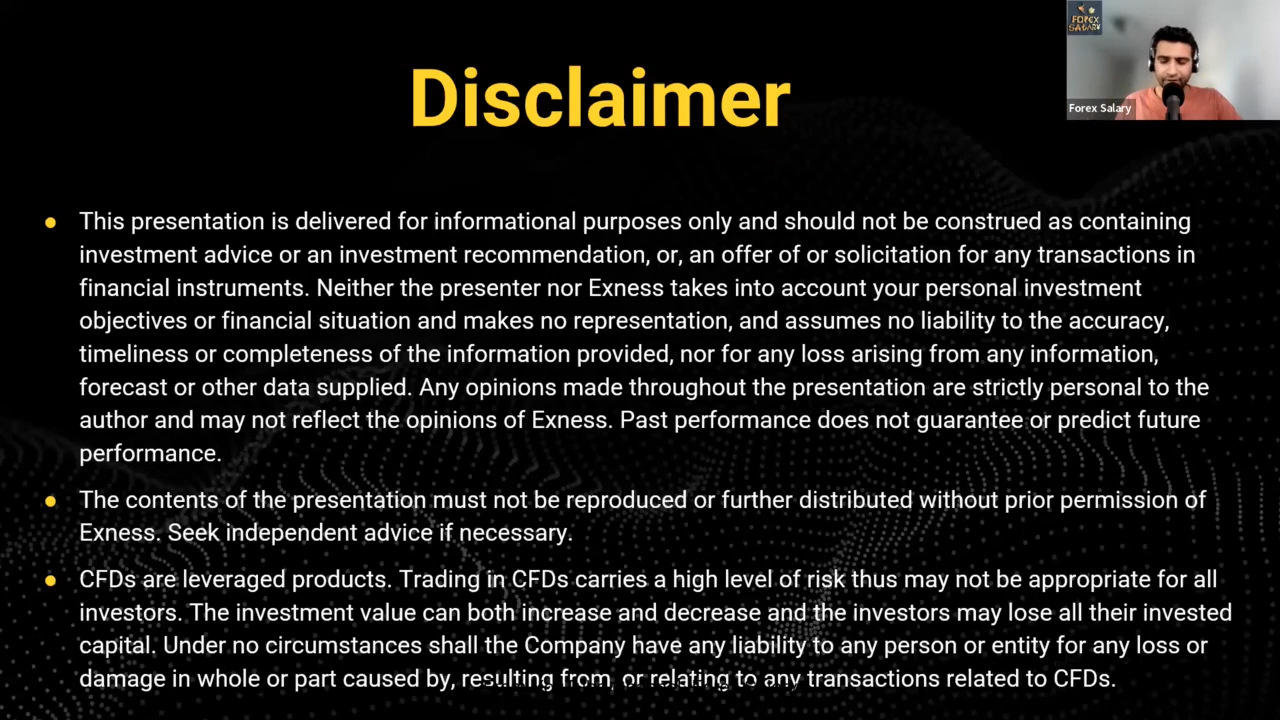 FOREX
SALARY
Forex Salary
Disclaimer
● This presentation is delivered for informational purposes only and should not be construed as containing
investment advice or an investment recommendation, or, an offer of or solicitation for any transactions in
financial instruments. Neither the presenter nor Exness takes into account your personal investment
objectives or financial situation and makes no representation, and assumes no liability to the accuracy,
timeliness or completeness of the information provided, nor for any loss arising from any information,
forecast or other data supplied. Any opinions made throughout the presentation are strictly personal to the
author and may not reflect the opinions of Exness. Past performance does not guarantee or predict future
performance.
● The contents of the presentation must not be reproduced or further distributed without prior permission of
Exness. Seek independent advice if necessary.
● CFDs are leveraged products. Trading in CFDs carries a high level of risk thus may not be appropriate for all
investors. The investment value can both increase and decrease and the investors may lose all their invested
capital. Under no circumstances shall the Company have any liability to any person or entity for any loss or
damage in whole or part caused by, resulting from, or relating to any transactions related to CFDs.